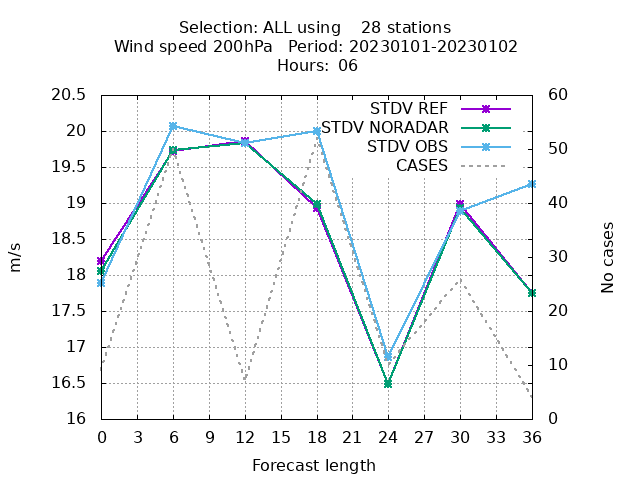 Selection: ALL using    28 stations
Wind speed 200hPa   Period: 20230101-20230102
Hours: 06
STDV REF
STDV NORADAR
STDV OBS
CASES
m/s
20.5
20
19.5
19
18.5
18
17.5
17
16.5
16
60
50
40
30
20
10
0
No cases
0 3 6 9 12 15 18 21 24 27 30 33 36
Forecast length